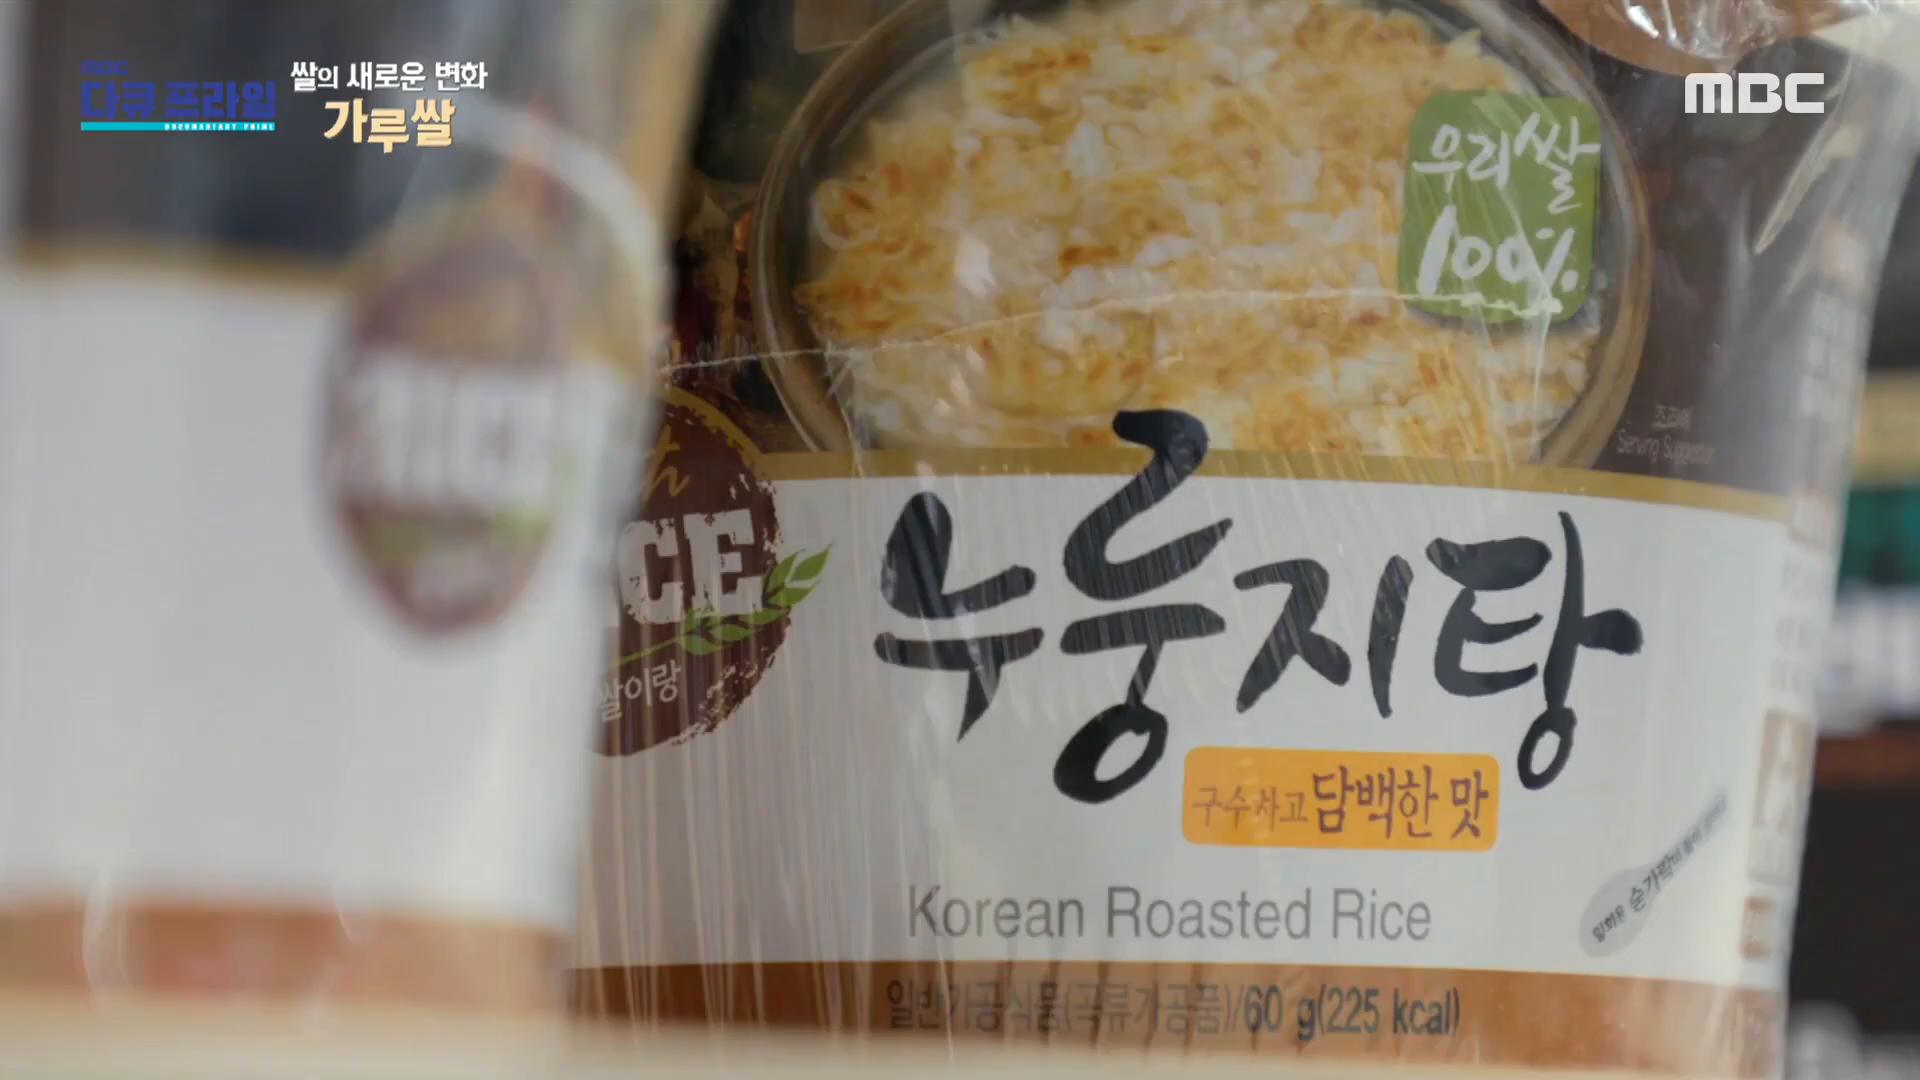 MBC
다큐프라임
DOCUMENTARY PRIME
쌀의 새로운 변화
가루쌀
MBC
우리쌀
100%
조리예
Serving Suggestion
RICE
쌀이랑
누룽지탕
구수하고 담백한 맛
Korean Roasted Rice
일반가공식품(곡류가공품)/60 g(225 kcal)